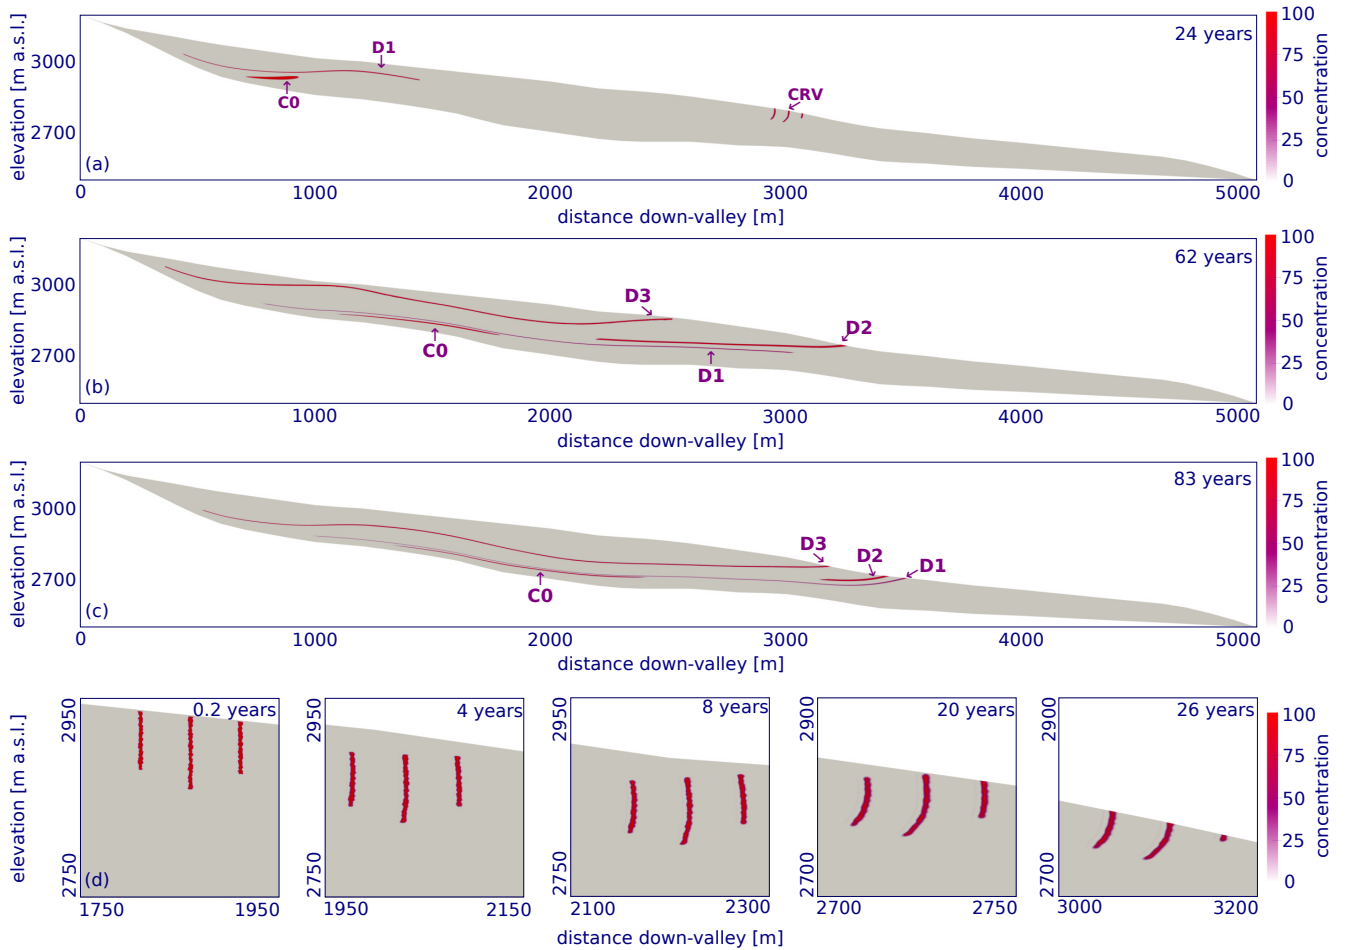 100
24 years
3000
D1
75
elevation [m a.s.l.]
C0
CRV
50
concentration
2700
25
(a)
0
0 1000 2000 3000 4000 5000
distance down-valley [m]
100
62 years
3000
D3
75
elevation [m a.s.l.]
D2
50
concentration
2700
C0
D1
25
(b)
0
0 1000 2000 3000 4000 5000
distance down-valley [m]
100
83 years
3000
75
elevation [m a.s.l.]
D3
D2
D1
50
concentration
2700
C0
25
(c)
0
0 1000 2000 3000 4000 5000
distance down-valley [m]
2950
0.2 years
2950
4 years
2950
8 years
2900
20 years
2900
26 years
100
75
elevation [m a.s.l.]
50
concentration
25
2750
2750
2750
2700
2700
(d)
0
1750 1950
1950 2150
2100 2300
2700 2750
3000 3200
distance down-valley [m]